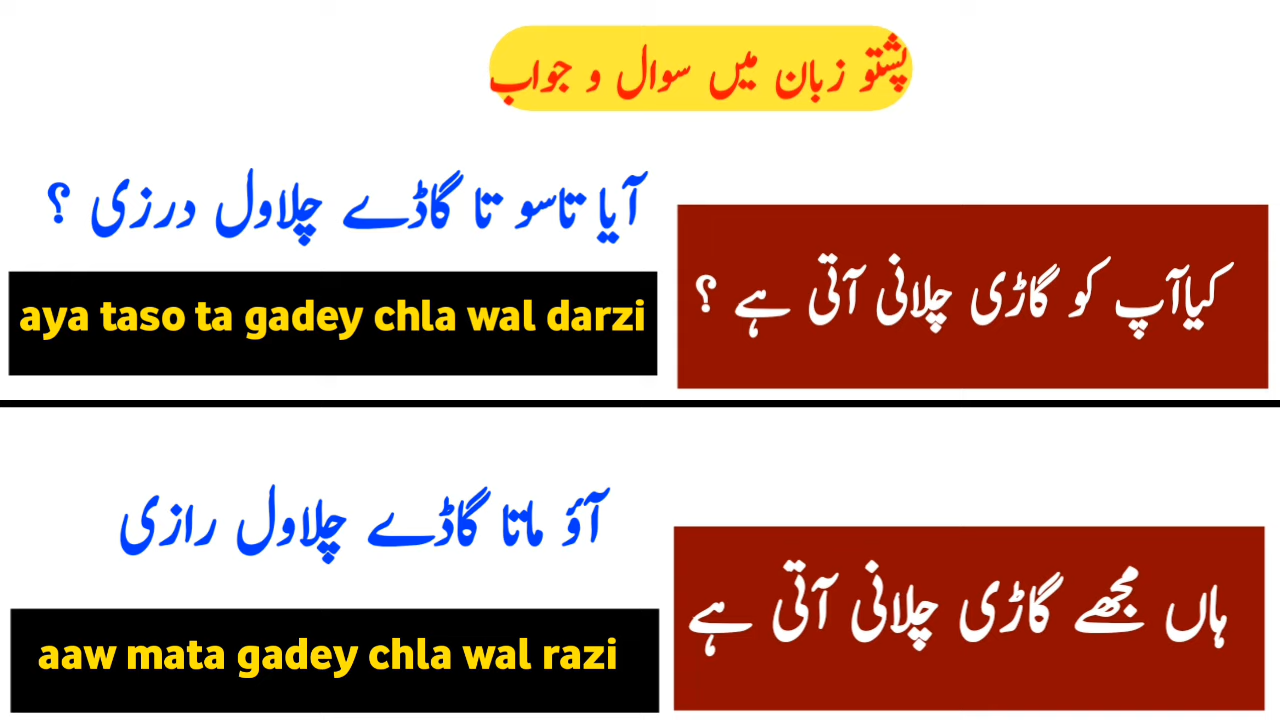 پشتو زبان میں سوال و جواب
کیا آپ کو گاڑی چلانی آتی ہے ؟
آیا تاسو تا گاڈے چلاول درزی ؟
aya taso ta gadey chla wal darzi
ہاں مجھے گاڑی چلانی آتی ہے
آؤ ماتا گاڈے چلاول رازی
aaw mata gadey chla wal razi